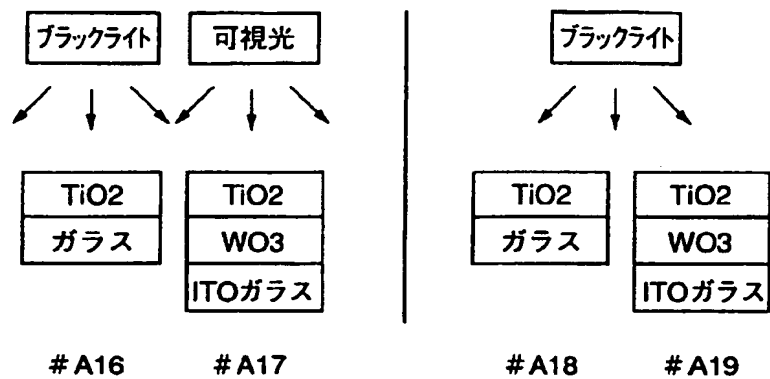 ブラックライト 可視光 ブラックライト
TiO2 TiO2 TiO2 TiO2
ガラス WO3 ガラス WO3
ITOガラス ITOガラス
#A16 #A17 #A18 #A19